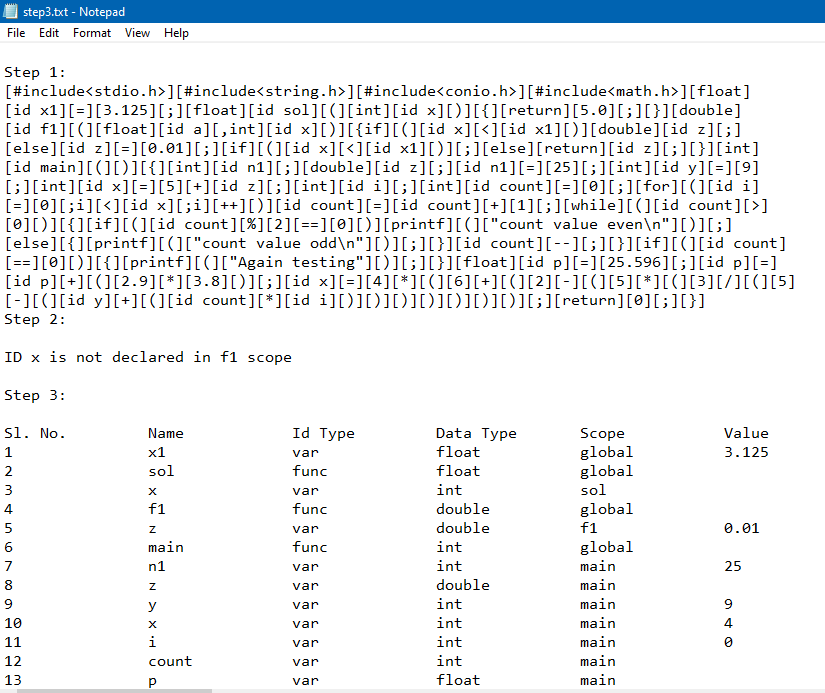 step3.txt - Notepad
File Edit Format View Help
Step 1:
[#include<stdio.h>][#include<string.h>][#include<conio.h>][#include<math.h>][float]
[id x1][=][3.125][;][float][id sol][(][int][id x][)][{][return][5.0][;][}][double]
[id f1][(][float][id a][,int][id x][)][{if][(][id x][<][id x1][)][double][id z][;]
[else][id z][=][0.01][;][if][(][id x][<][id x1][)][;][else][return][id z][;][}][int]
[id main][(][)][{][int][id n1][;][double][id z][;][id n1][=][25][;][int][id y][=][9]
[;][int][id x][=][5][+][id z][;][int][id i][;][int][id count][=][0][;][for][(][id i]
[=][0][;i][<][id x][;i][++][)][id count][=][id count][+][1][;][while][(][id count][>]
[0][)][{][if][(][id count][%][2][==][0][)][printf][(]["count value even\n"][)][;]
[else][{][printf][(]["count value odd\n"][)][;][}][id count][--][;][}][if][(][id count]
[==][0][)][{][printf][(]["Again testing"][)][;][}][float][id p][=][25.596][;][id p][=]
[id p][+][(][2.9][*][3.8][)][;][id x][=][4][*][(][6][+][(][2][-][(][5][*][(][3][/][(][5]
[-][(][id y][+][(][id count][*][id i][)][)][)][)][)][)][)][;][return][0][;][}]
Step 2:
ID x is not declared in f1 scope
Step 3:
Sl. No. Name Id Type Data Type Scope Value
1 x1 var float global 3.125
2 sol func float global
3 x var int sol
4 f1 func double global
5 z var double f1 0.01
6 main func int global
7 n1 var int main 25
8 z var double main
9 y var int main 9
10 x var int main 4
11 i var int main 0
12 count var int main
13 p var float main